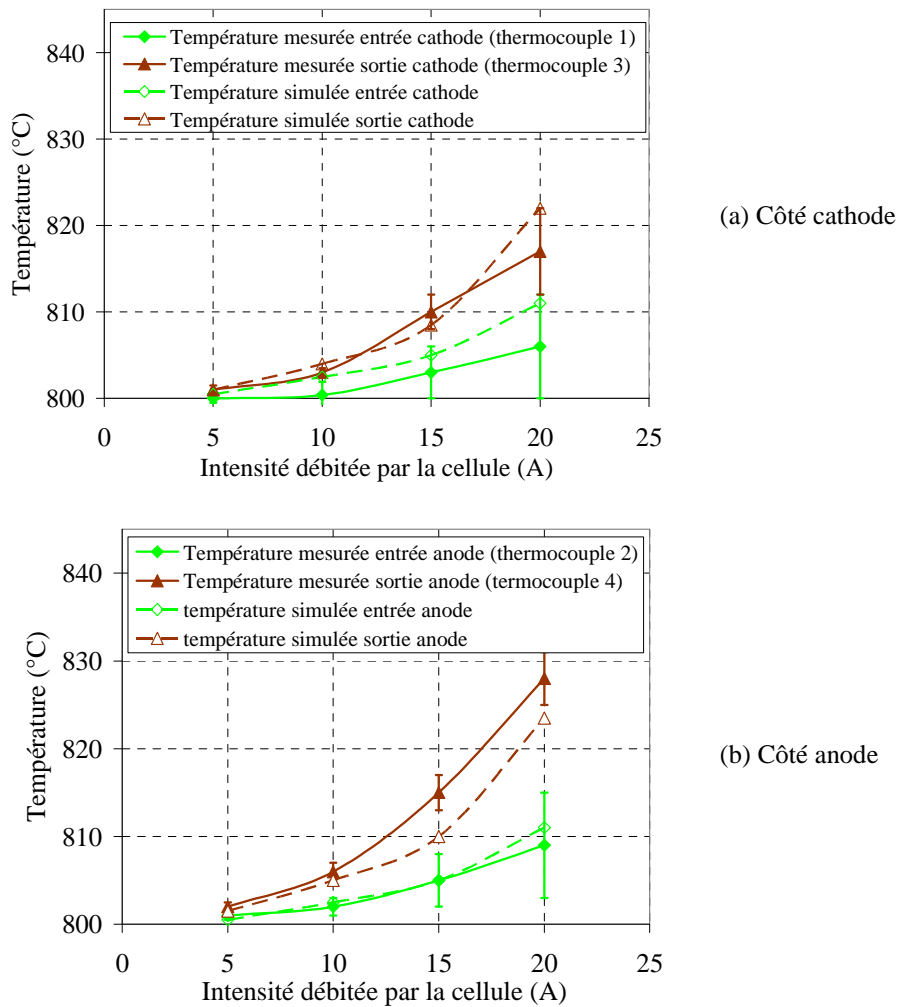 840
830
820
810
800
Température (°C)
Température mesurée entrée cathode (thermocouple 1)
Température mesurée sortie cathode (thermocouple 3)
Température simulée entrée cathode
Température simulée sortie cathode
0 5 10 15 20 25
Intensité débitée par la cellule (A)
(a) Côté cathode
840
830
820
810
800
Température (°C)
Température mesurée entrée anode (thermocouple 2)
Température mesurée sortie anode (termocouple 4)
température simulée entrée anode
température simulée sortie anode
0 5 10 15 20 25
Intensité débitée par la cellule (A)
(b) Côté anode